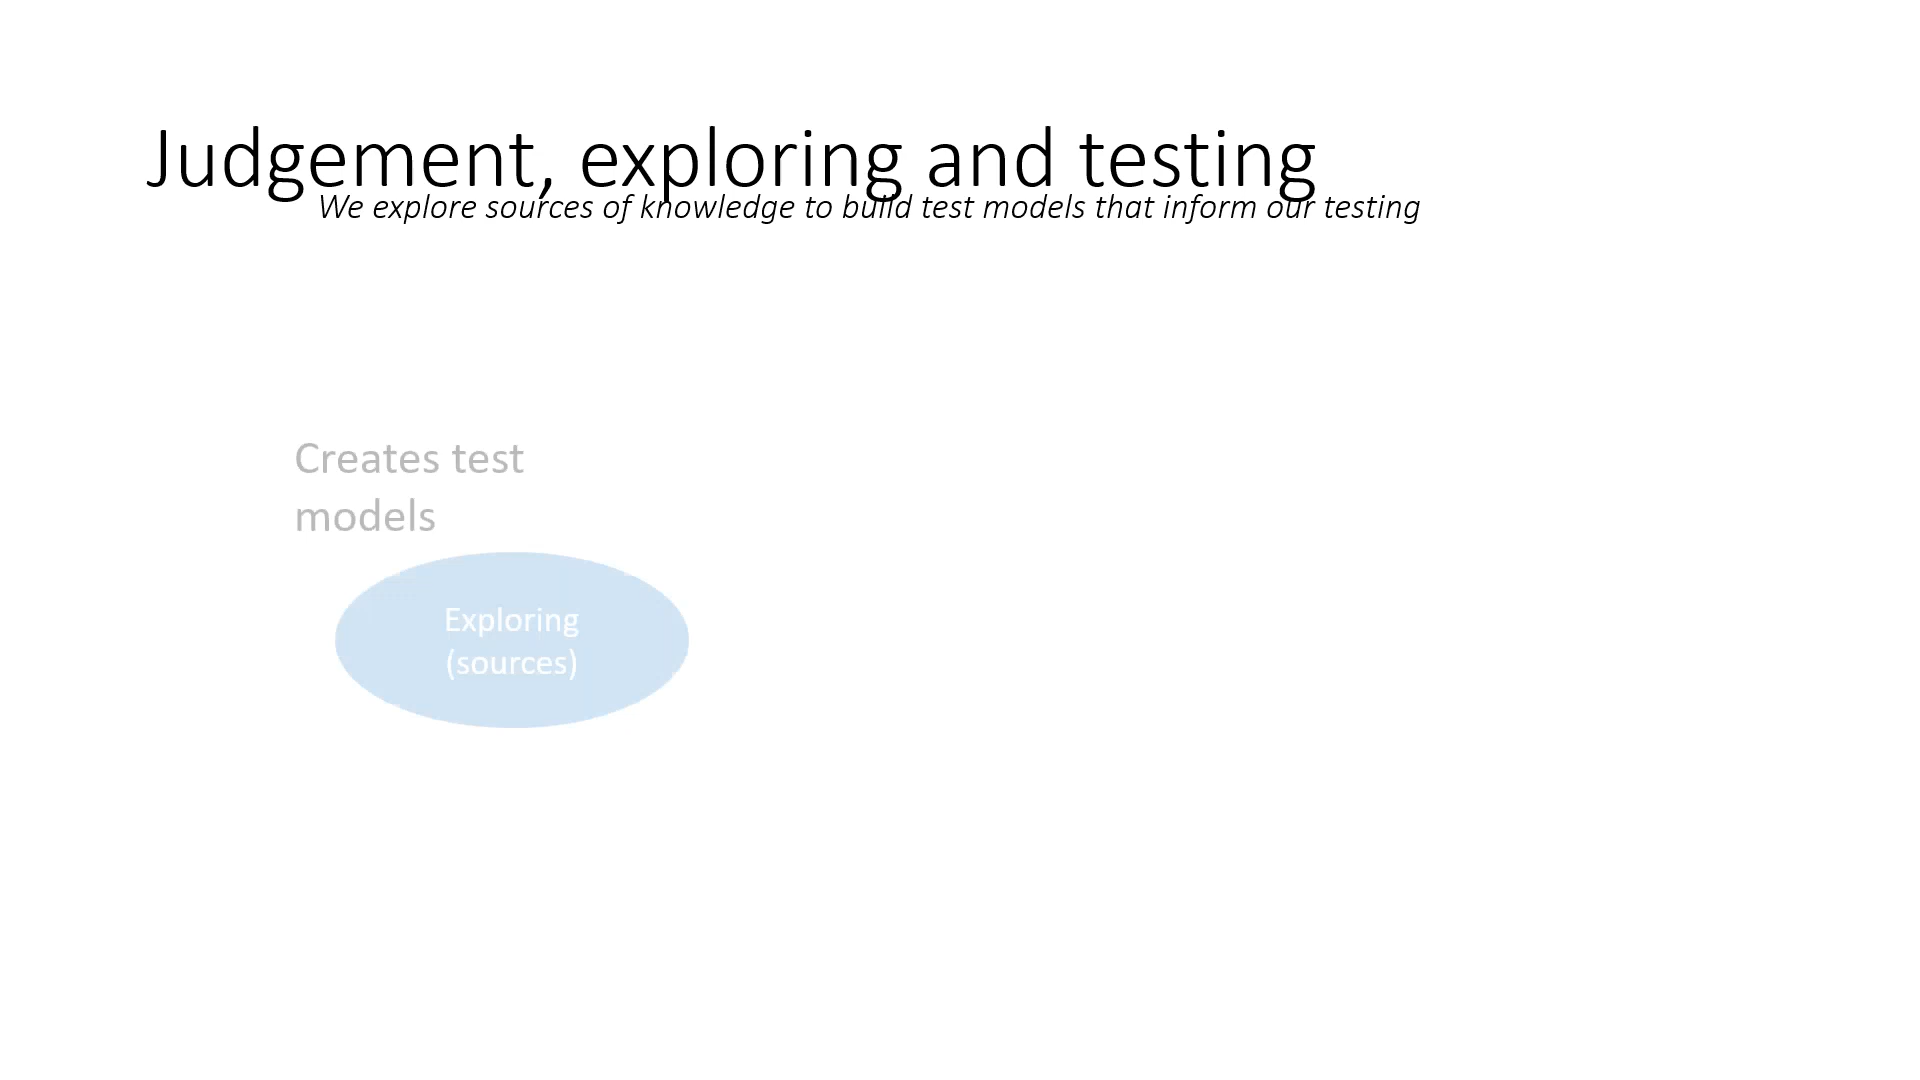 Judgement, exploring and testing
We explore sources of knowledge to build test models that inform our testing
Creates test
models
Exploring
(sources)